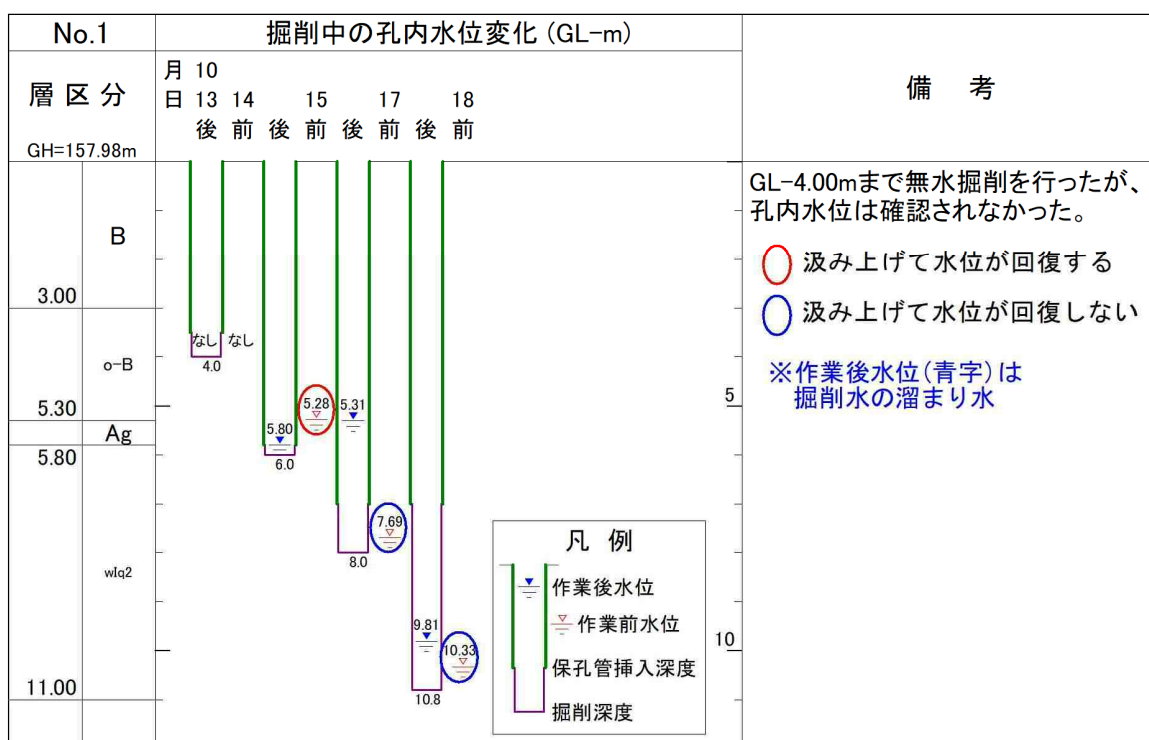 No.1
掘削中の孔内水位変化 (GL-m)
層区分
GH=157.98m
月 10
日 13 14 15 17 18
後 前 後 前 後 前 後 前
備 考
B
3.00
o-B
5.30
Ag
5.80
wlq2
11.00
なし なし
4.0
5.80
6.0
5.28
5.31
8.0
7.69
9.81
10.8
10.33
5
10
GL-4.00mまで無水掘削を行ったが、
孔内水位は確認されなかった。
汲み上げて水位が回復する
汲み上げて水位が回復しない
※作業後水位(青字)は
掘削水の溜まり水
凡 例
作業後水位
作業前水位
保孔管挿入深度
掘削深度